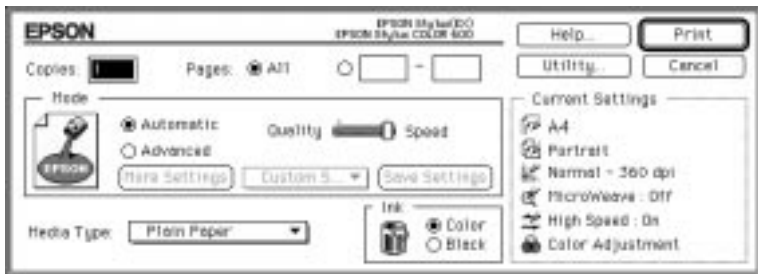 EPSON
EPSON Stylus COLOR 600
Help...
Print
Copies:
Pages:
All
-
Utility...
Cancel
Mode
EPSON
Automatic
Advanced
Quality
Speed
More Settings
Custom S...
Save Settings
Current Settings
A4
Portrait
Normal - 360 dpi
MicroWeave : Off
High Speed : On
Color Adjustment
Media Type:
Plain Paper
Ink
Color
Black